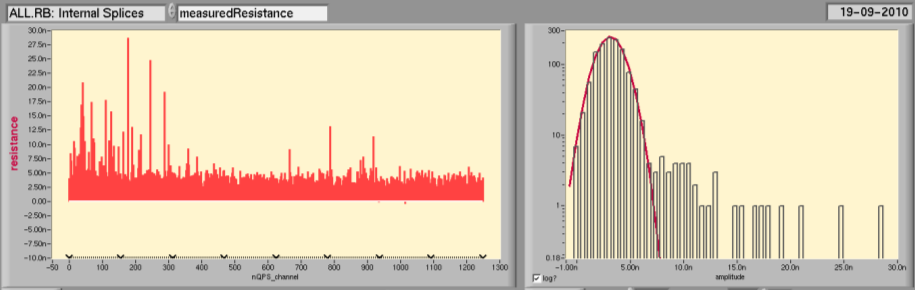 ALL.RB: Internal Splices
measuredResistance
19-09-2010
30.0n
27.5n
25.0n
22.5n
20.0n
17.5n
15.0n
12.5n
10.0n
7.50n
5.00n
2.50n
0.00
-2.50n
-5.00n
-7.50n
-10.0n
resistance
-50 0 100 200 300 400 500 600 700 800 900 1000 1100 1200 1300
nQPS_channel
300
100
10
1
0.10
-1.00n 5.00n 10.0n 15.0n 20.0n 25.0n 30.0n
log?
amplitude